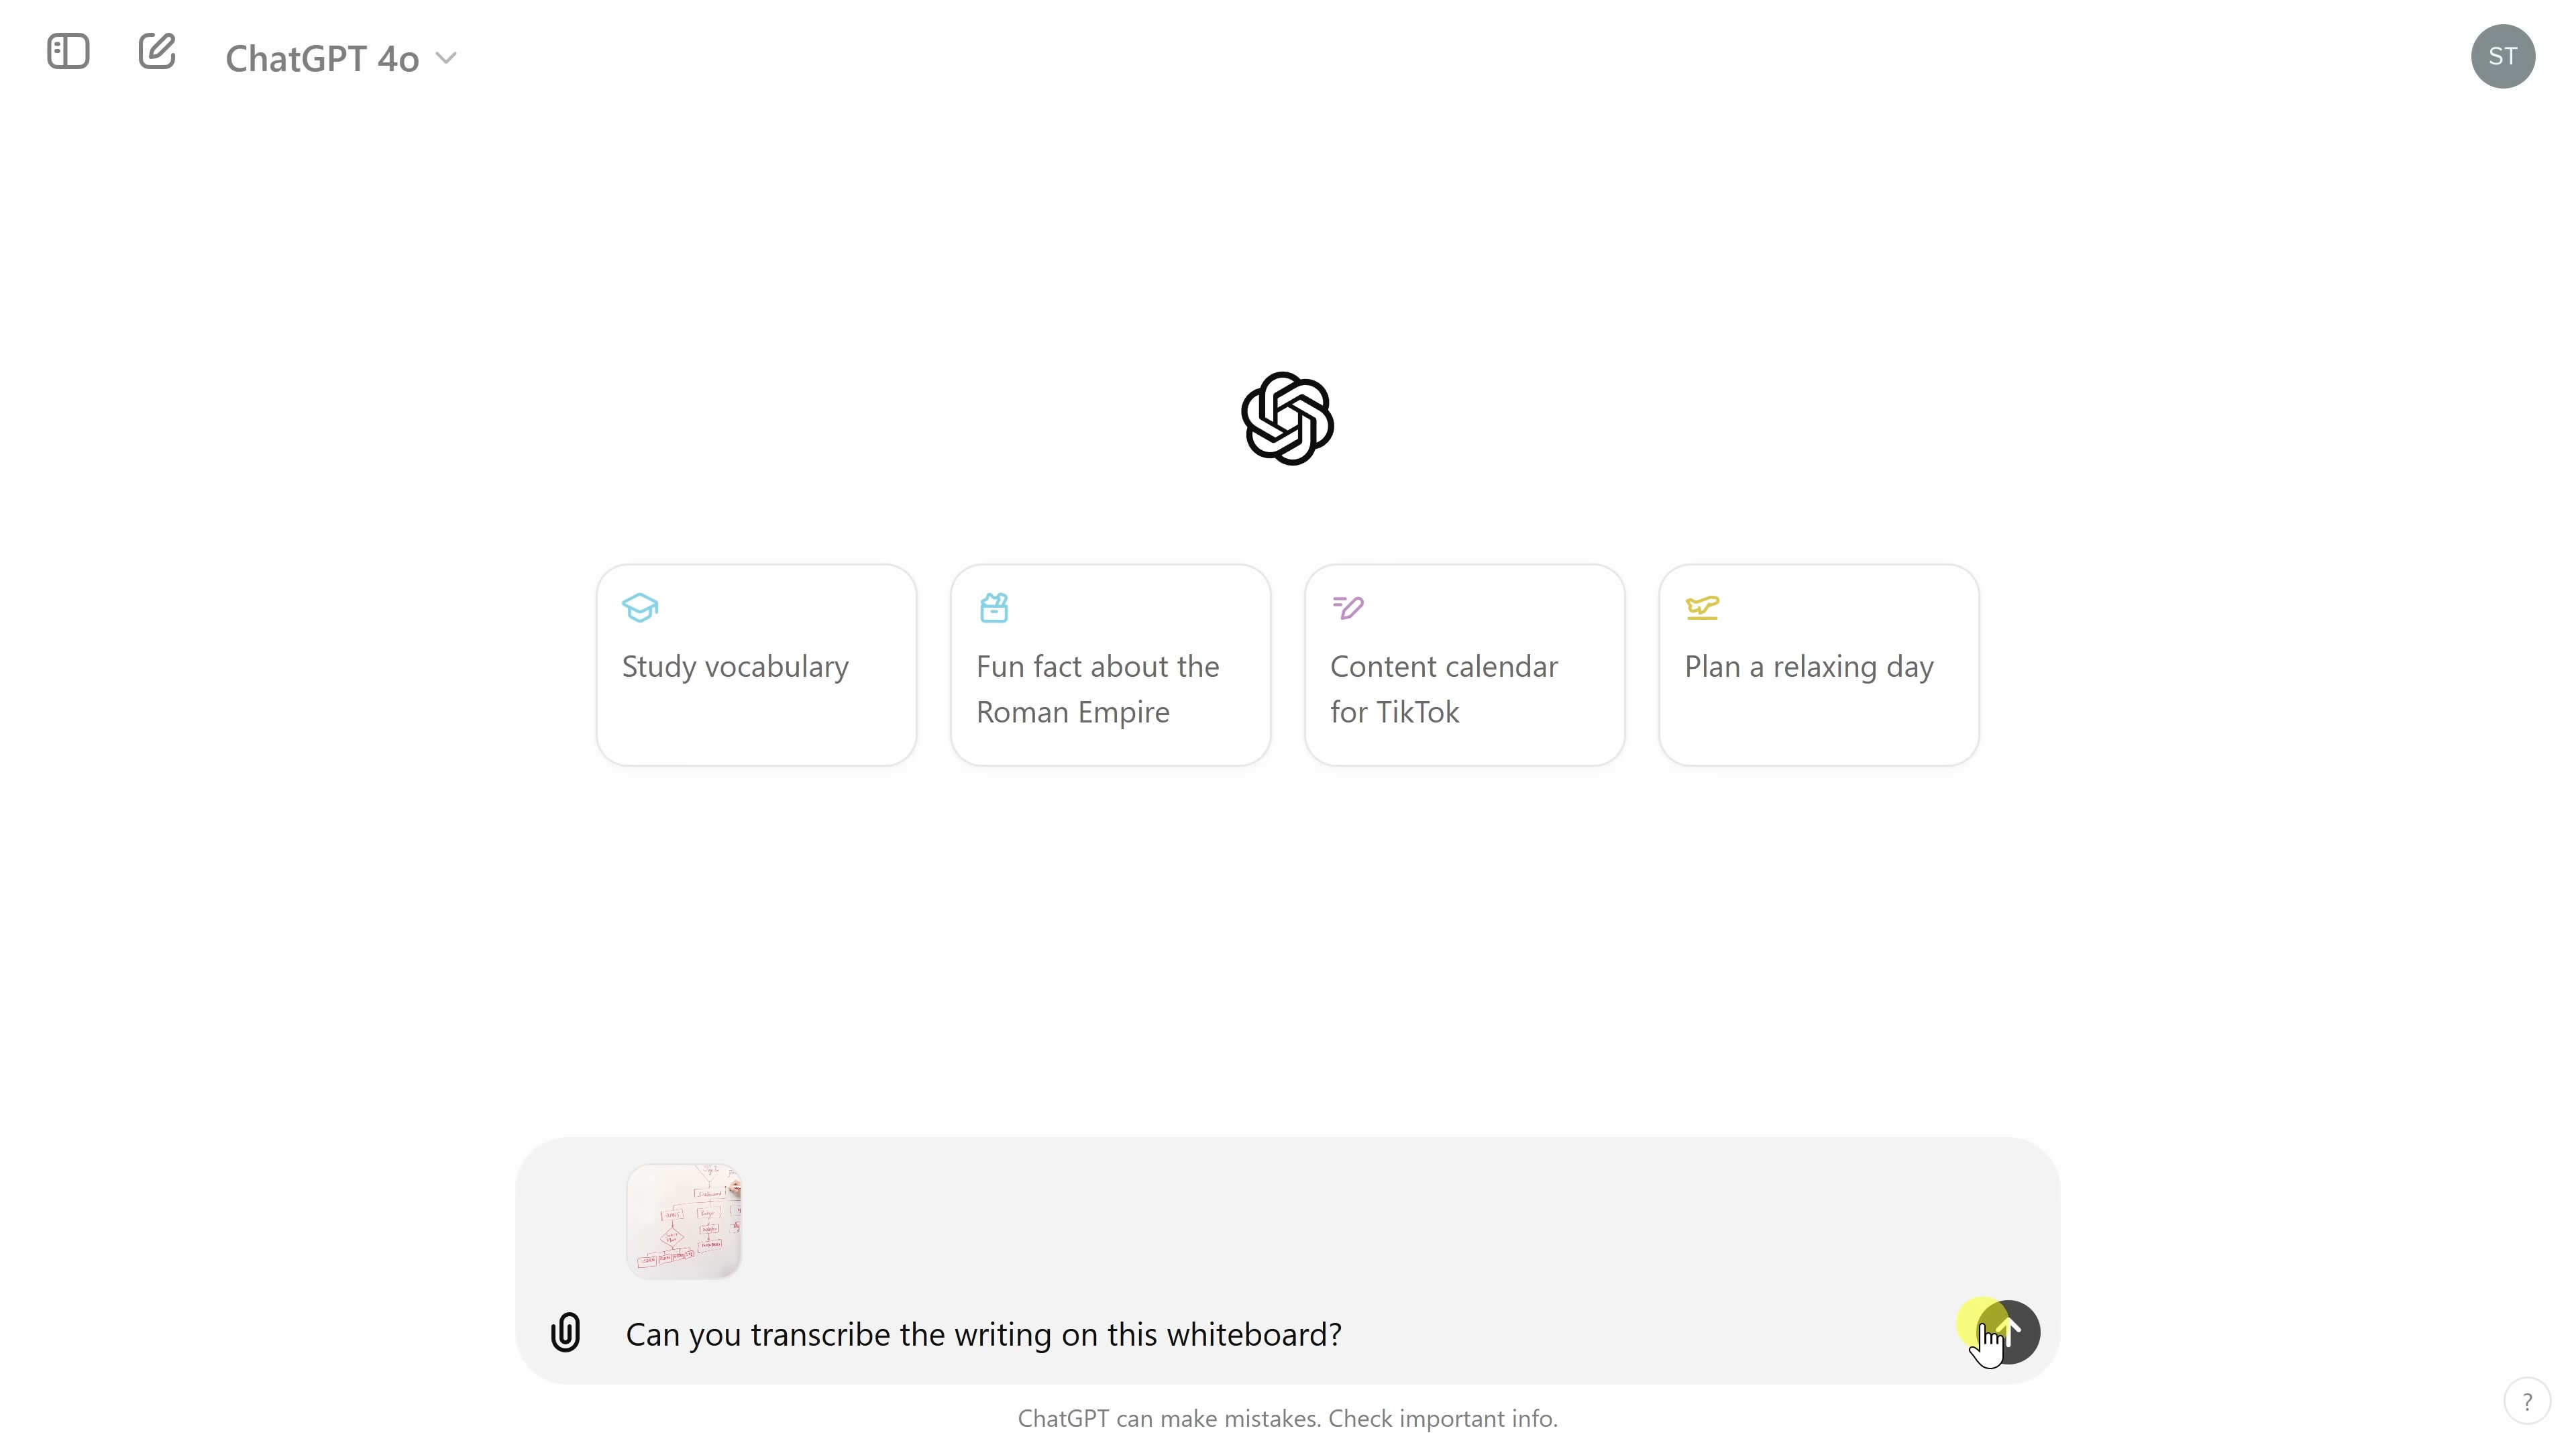 ChatGPT 4o
ST
Study vocabulary
Fun fact about the
Roman Empire
Content calendar
for TikTok
Plan a relaxing day
Can you transcribe the writing on this whiteboard?
ChatGPT can make mistakes. Check important info.
?